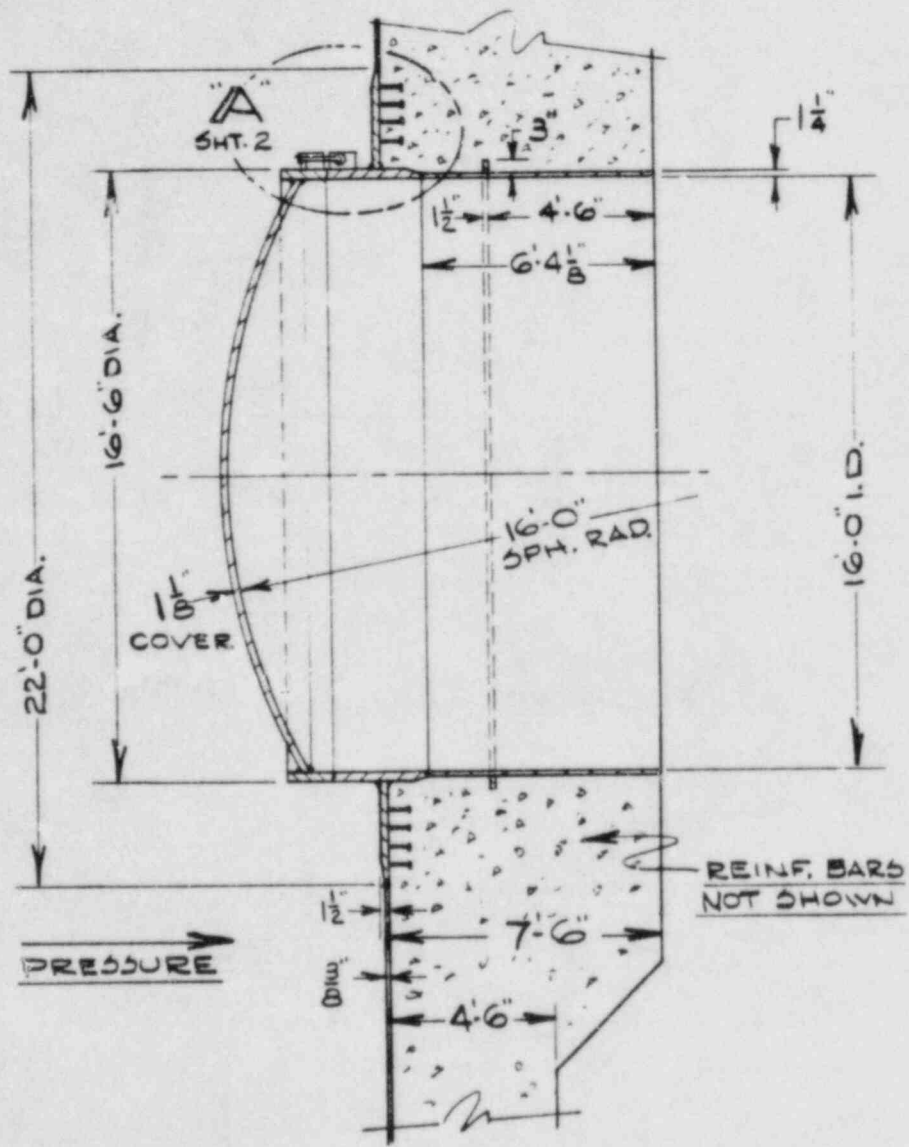 "A"
SHT. 2
3"
1 1/4"
1 1/2"
4'-6"
6'-4 1/8"
22'-0" DIA.
16'-6" DIA.
16'-0" I.D.
16'-0"
SPH. RAD.
1 1/8"
COVER
REINF. BARS
NOT SHOWN
1 1/2"
7'-6"
PRESSURE
3/8"
4'-6"